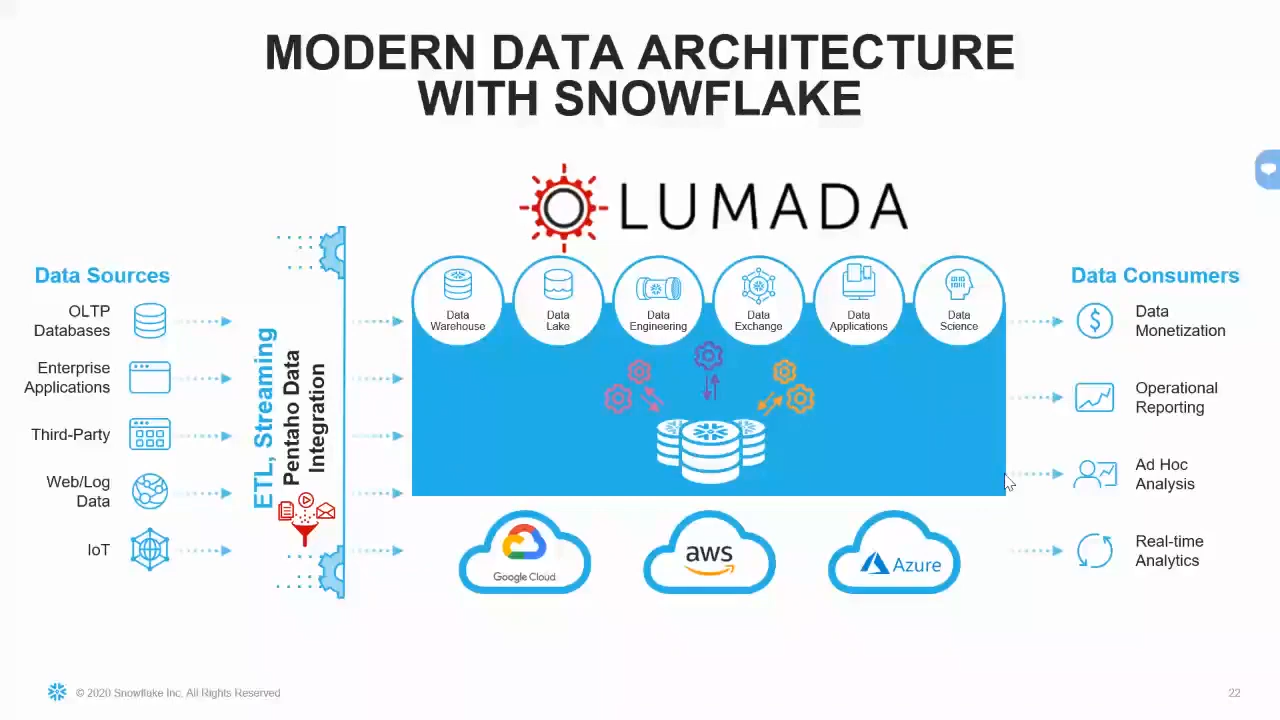 MODERN DATA ARCHITECTURE
WITH SNOWFLAKE
LUMADA
Data Sources
OLTP
Databases
Enterprise
Applications
Third-Party
Web/Log
Data
IoT
ETL, Streaming
Pentaho Data
Integration
Data
Warehouse
Data
Lake
Data
Engineering
Data
Exchange
Data
Applications
Data
Science
Google Cloud
aws
Azure
Data Consumers
Data
Monetization
Operational
Reporting
Ad Hoc
Analysis
Real-time
Analytics
© 2020 Snowfluke Inc. All Rights Reserved
22